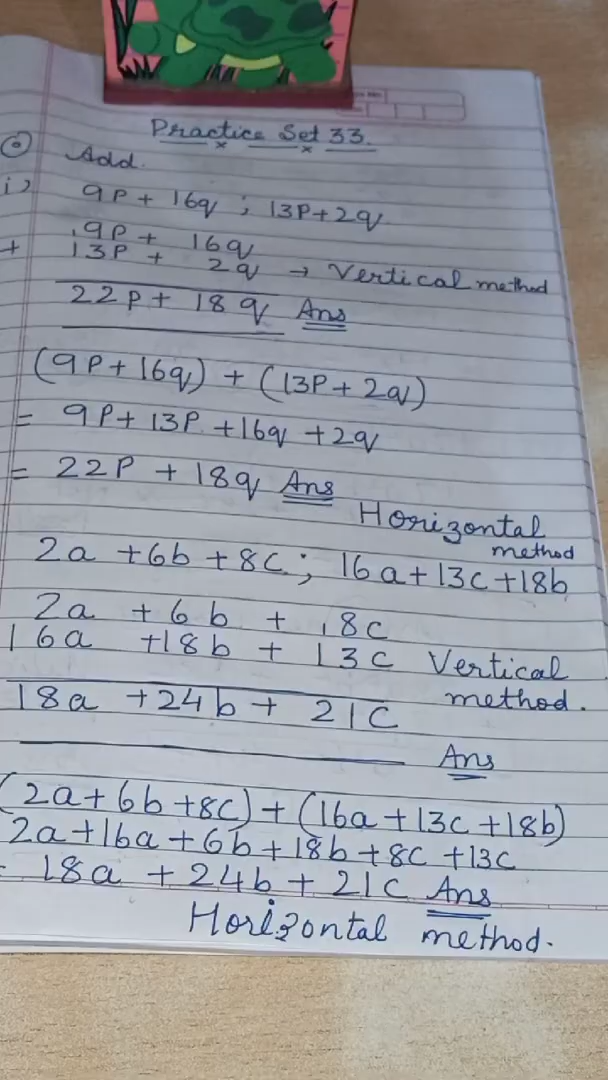 Practice Set 33.
Add.
i) 9P + 16q ; 13P + 2q
9P + 16q
+ 13P + 2q → Vertical method
22P + 18q Ans
(9P + 16q) + (13P + 2q)
= 9P + 13P + 16q + 2q
= 22P + 18q Ans
Horizontal method
2a + 6b + 8c ; 16a + 13c + 18b
2a + 6b + 8c
16a + 18b + 13c Vertical method.
18a + 24b + 21c
Ans
(2a + 6b + 8c) + (16a + 13c + 18b)
2a + 16a + 6b + 18b + 8c + 13c
= 18a + 24b + 21c Ans
Horizontal method.